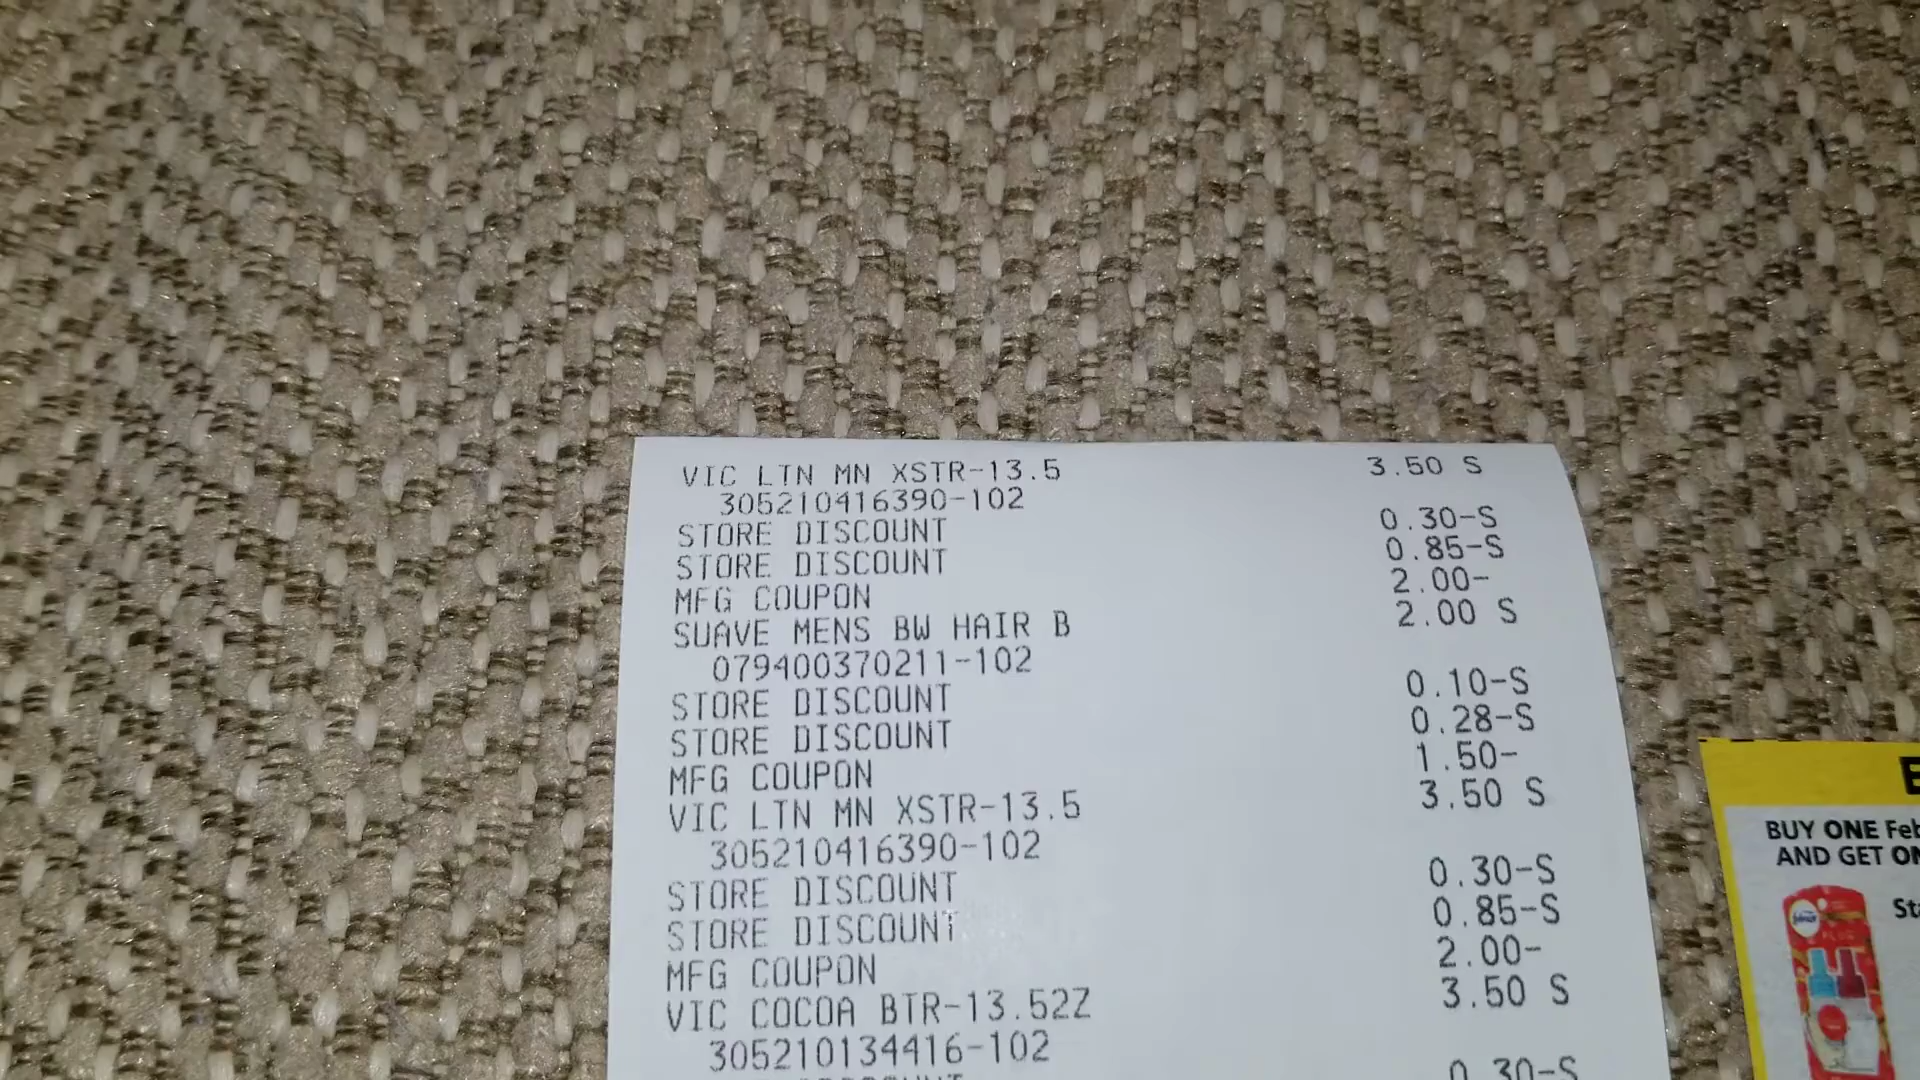 VIC LTN MN XSTR-13.5 3.50 S
305210416390-102
STORE DISCOUNT 0.30-S
STORE DISCOUNT 0.85-S
MFG COUPON 2.00-
SUAVE MENS BW HAIR B 2.00 S
079400370211-102
STORE DISCOUNT 0.10-S
STORE DISCOUNT 0.28-S
MFG COUPON 1.50-
VIC LTN MN XSTR-13.5 3.50 S
305210416390-102
STORE DISCOUNT 0.30-S
STORE DISCOUNT 0.85-S
MFG COUPON 2.00-
VIC COCOA BTR-13.52Z 3.50 S
305210134416-102
0.30-S
BUY ONE Feb
AND GET ON